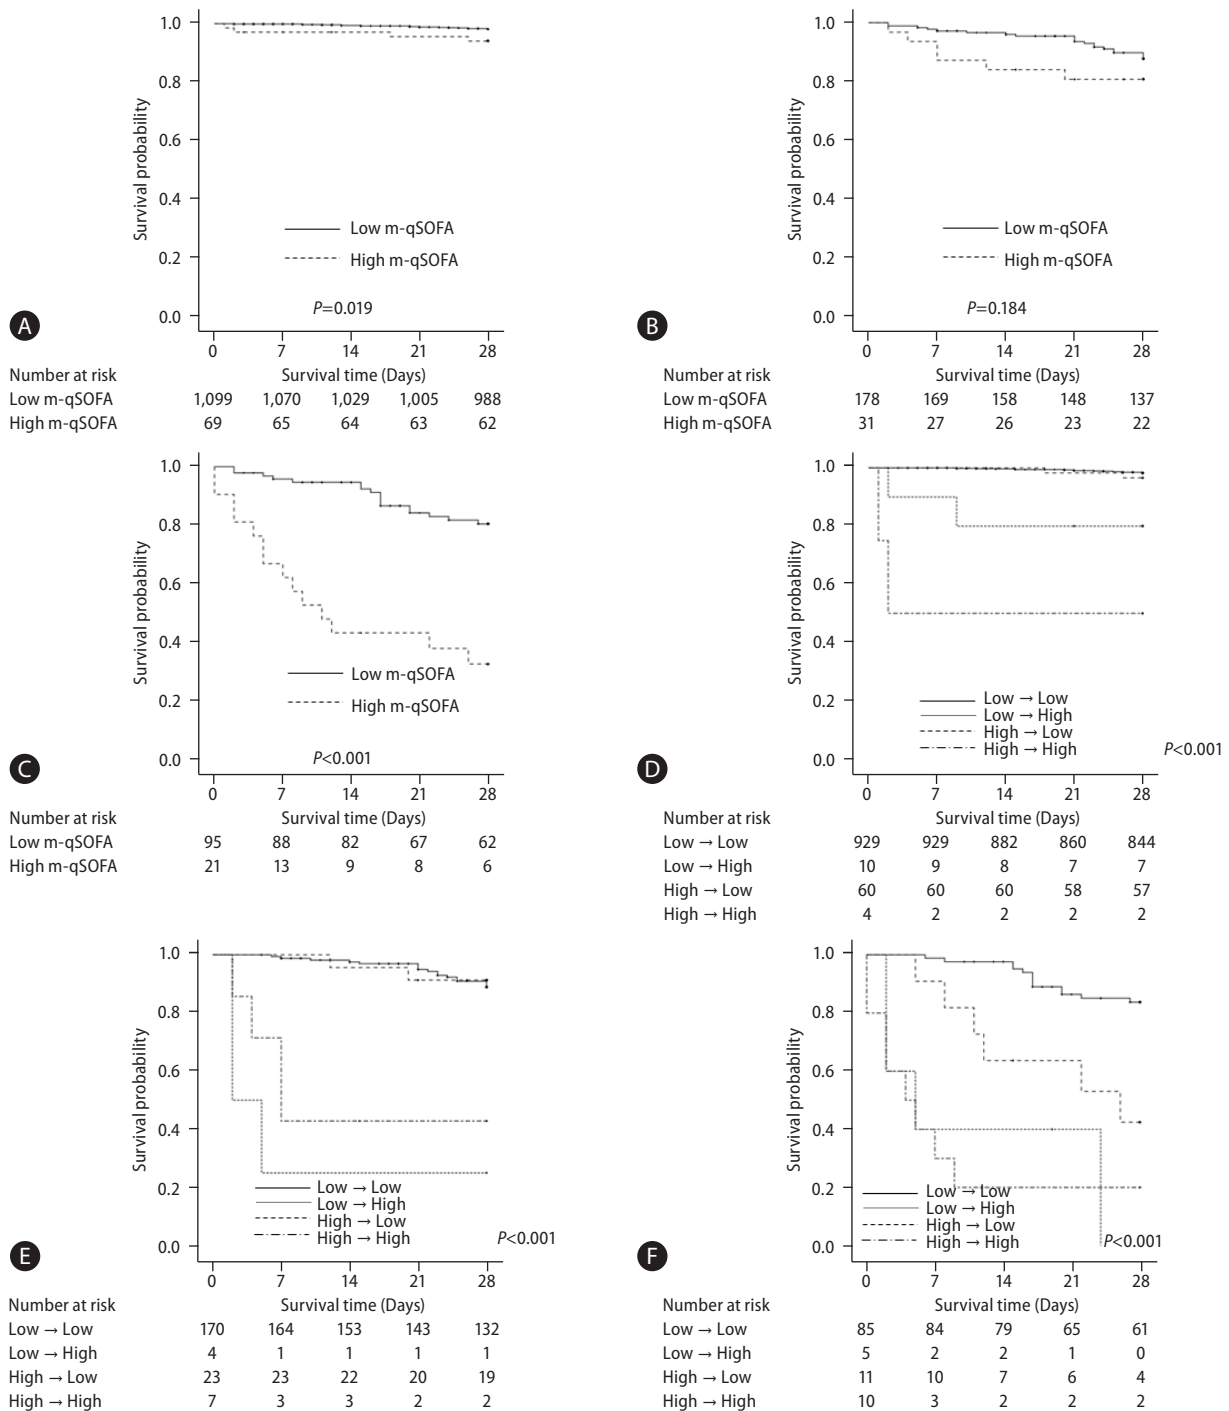 1.0
0.8
0.6
0.4
0.2
0.0
Survival probability
Low m-qSOFA
High m-qSOFA
P=0.019
A
0 7 14 21 28
Number at risk Survival time (Days)
Low m-qSOFA 1,099 1,070 1,029 1,005 988
High m-qSOFA 69 65 64 63 62
1.0
0.8
0.6
0.4
0.2
0.0
Survival probability
Low m-qSOFA
High m-qSOFA
P=0.184
B
0 7 14 21 28
Number at risk Survival time (Days)
Low m-qSOFA 178 169 158 148 137
High m-qSOFA 31 27 26 23 22
1.0
0.8
0.6
0.4
0.2
0.0
Survival probability
Low m-qSOFA
High m-qSOFA
P<0.001
C
0 7 14 21 28
Number at risk Survival time (Days)
Low m-qSOFA 95 88 82 67 62
High m-qSOFA 21 13 9 8 6
1.0
0.8
0.6
0.4
0.2
0.0
Survival probability
Low → Low
Low → High
High → Low
High → High
P<0.001
D
0 7 14 21 28
Number at risk Survival time (Days)
Low → Low 929 929 882 860 844
Low → High 10 9 8 7 7
High → Low 60 60 60 58 57
High → High 4 2 2 2 2
1.0
0.8
0.6
0.4
0.2
0.0
Survival probability
Low → Low
Low → High
High → Low
High → High
P<0.001
E
0 7 14 21 28
Number at risk Survival time (Days)
Low → Low 170 164 153 143 132
Low → High 4 1 1 1 1
High → Low 23 23 22 20 19
High → High 7 3 3 2 2
1.0
0.8
0.6
0.4
0.2
0.0
Survival probability
Low → Low
Low → High
High → Low
High → High
P<0.001
F
0 7 14 21 28
Number at risk Survival time (Days)
Low → Low 85 84 79 65 61
Low → High 5 2 2 1 0
High → Low 11 10 7 6 4
High → High 10 3 2 2 2